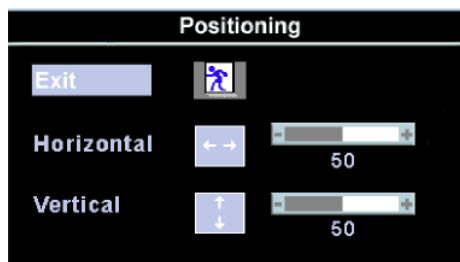 Positioning
Exit
Horizontal - +
50
Vertical - +
50